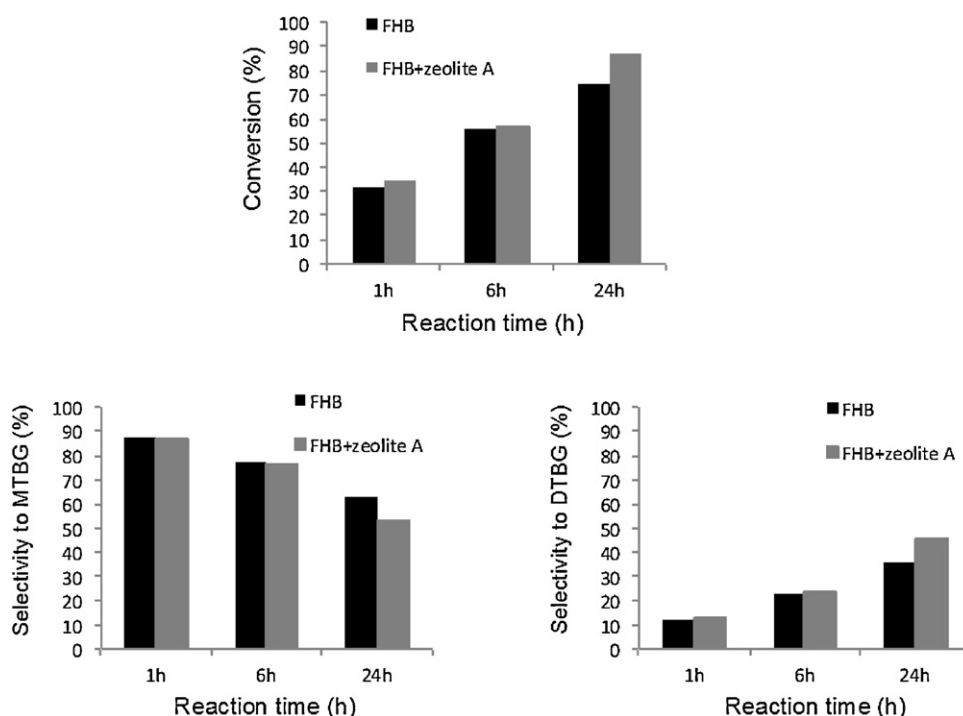 Conversion (%)
100
90
80
70
60
50
40
30
20
10
0
FHB
FHB+zeolite A
1h
6h
24h
Reaction time (h)
Selectivity to MTBG (%)
100
90
80
70
60
50
40
30
20
10
0
FHB
FHB+zeolite A
1h
6h
24h
Reaction time (h)
Selectivity to DTBG (%)
100
90
80
70
60
50
40
30
20
10
0
FHB
FHB+zeolite A
1h
6h
24h
Reaction time (h)